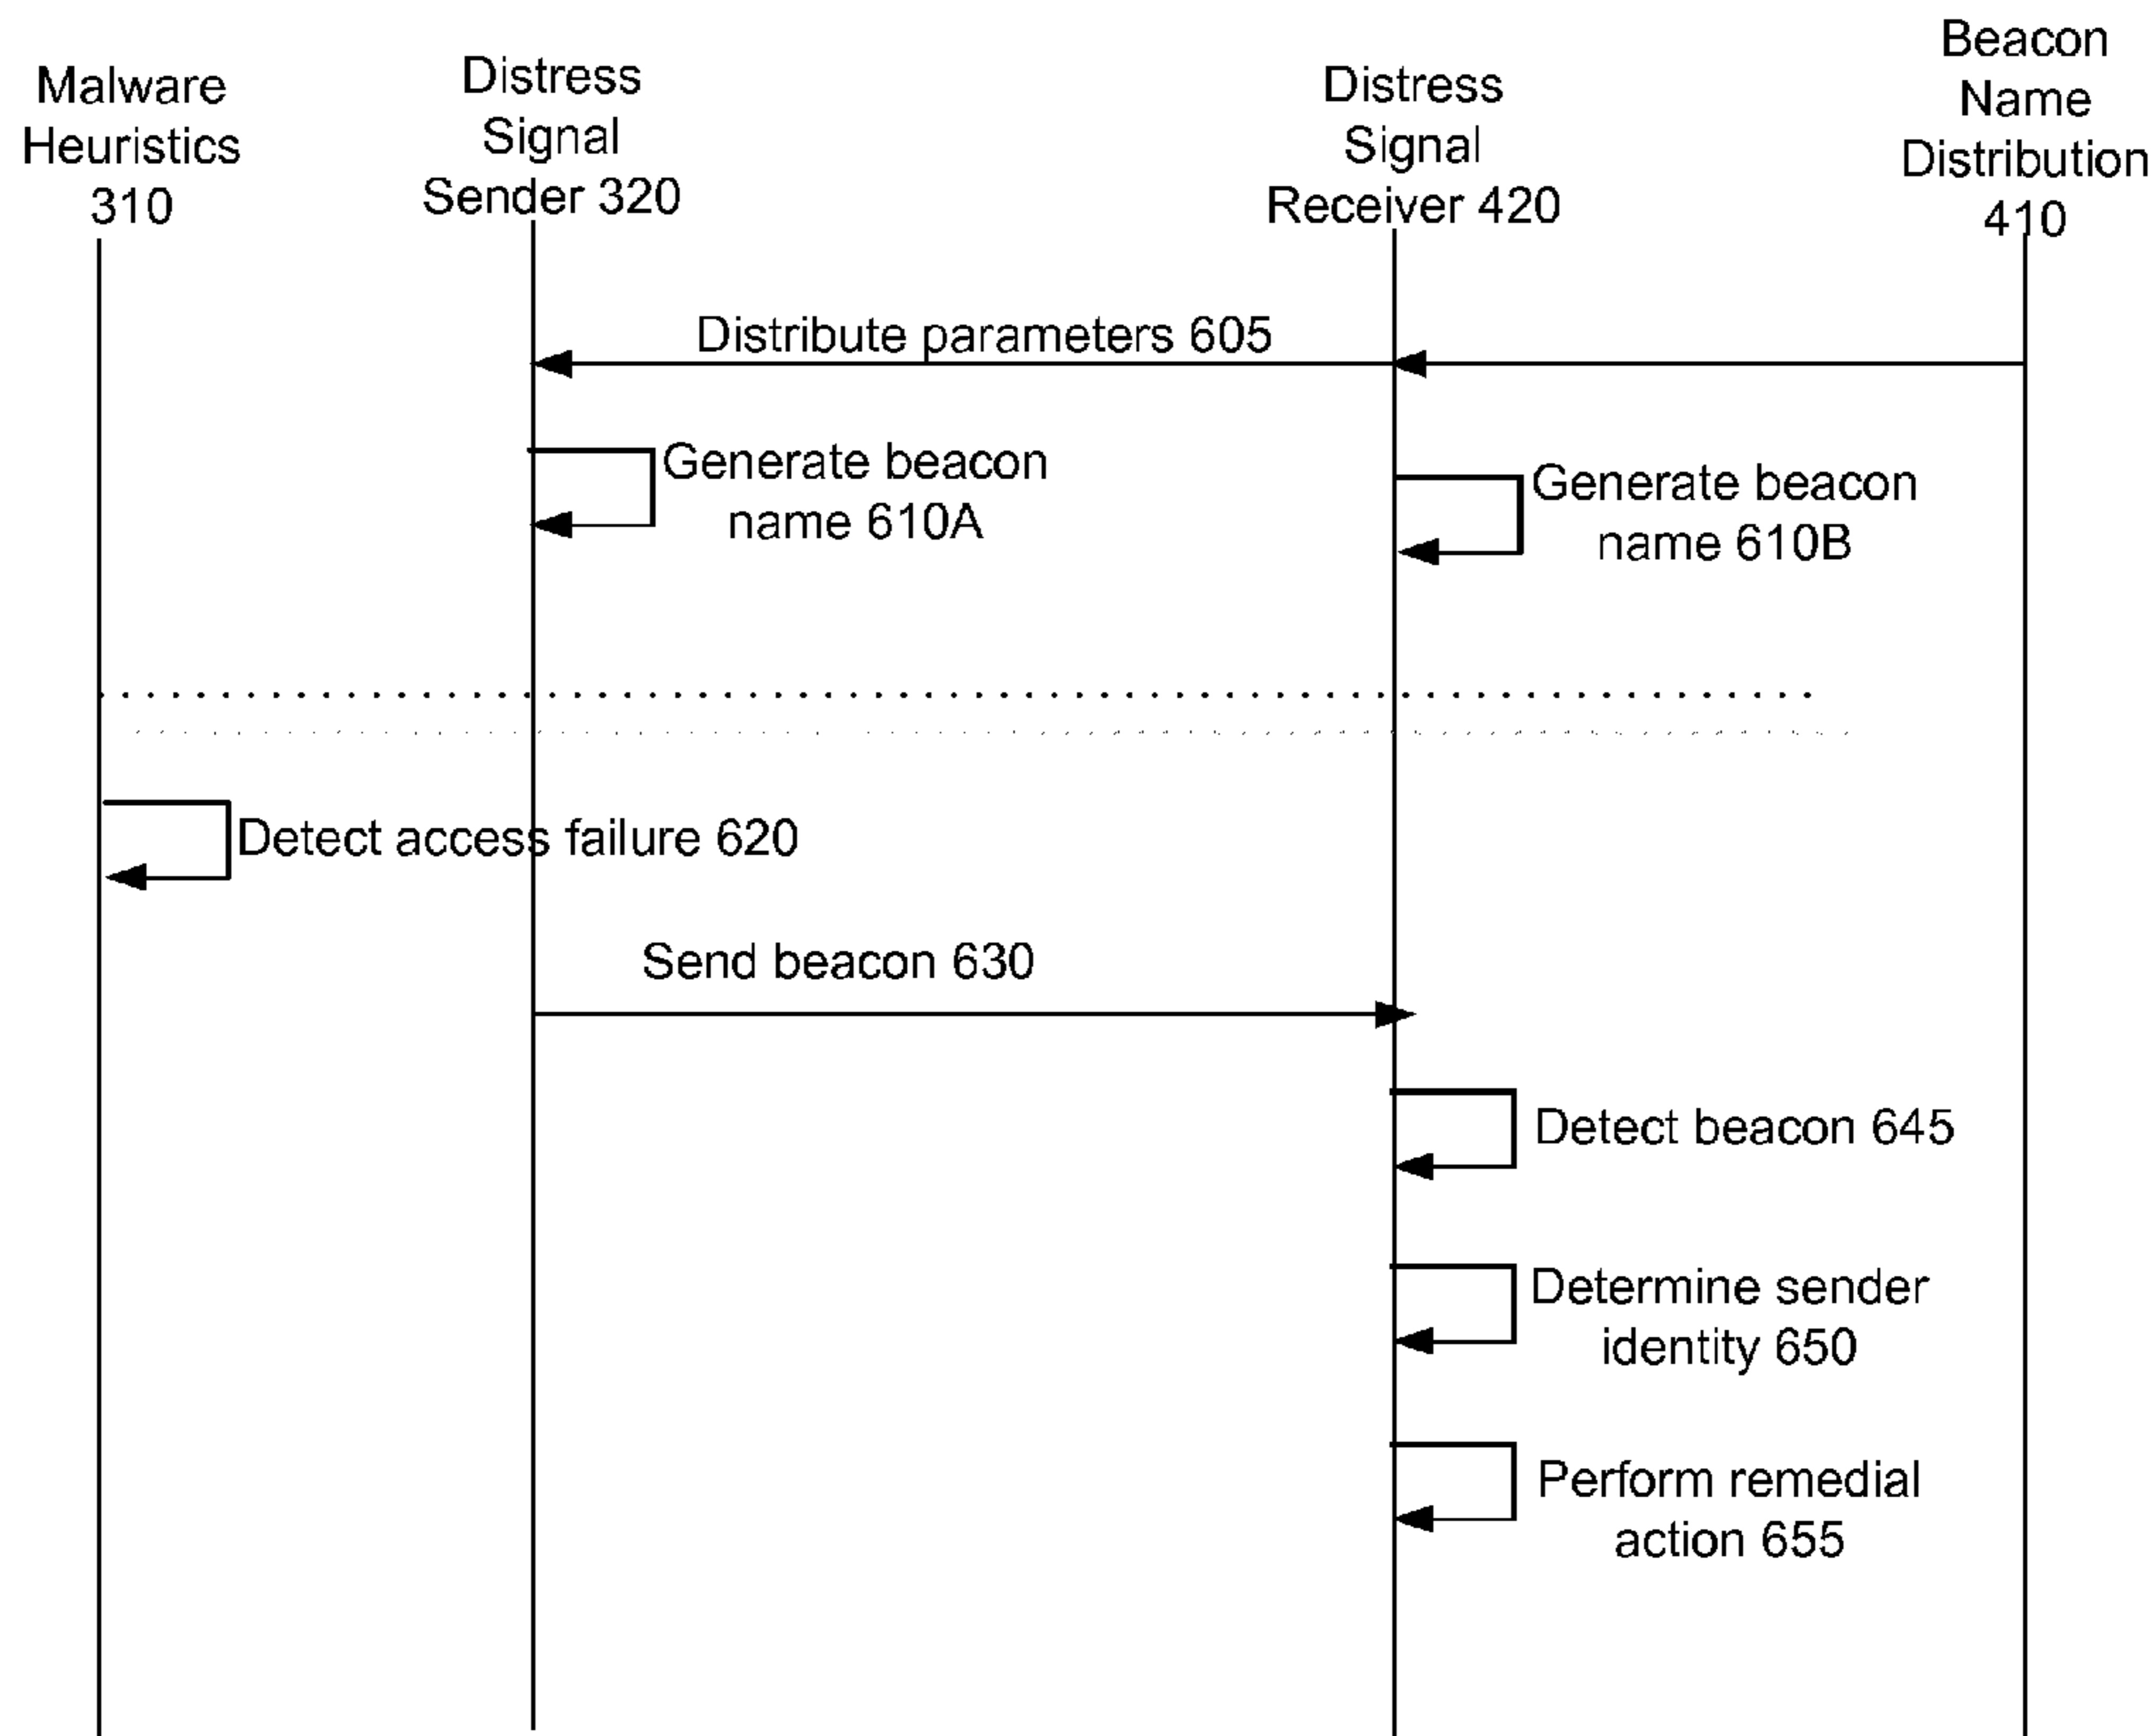 Malware
Heuristics
310
Distress
Signal
Sender 320
Distress
Signal
Receiver 420
Beacon
Name
Distribution
410
Distribute parameters 605
Generate beacon
name 610A
Generate beacon
name 610B
Detect access failure 620
Send beacon 630
Detect beacon 645
Determine sender
identity 650
Perform remedial
action 655